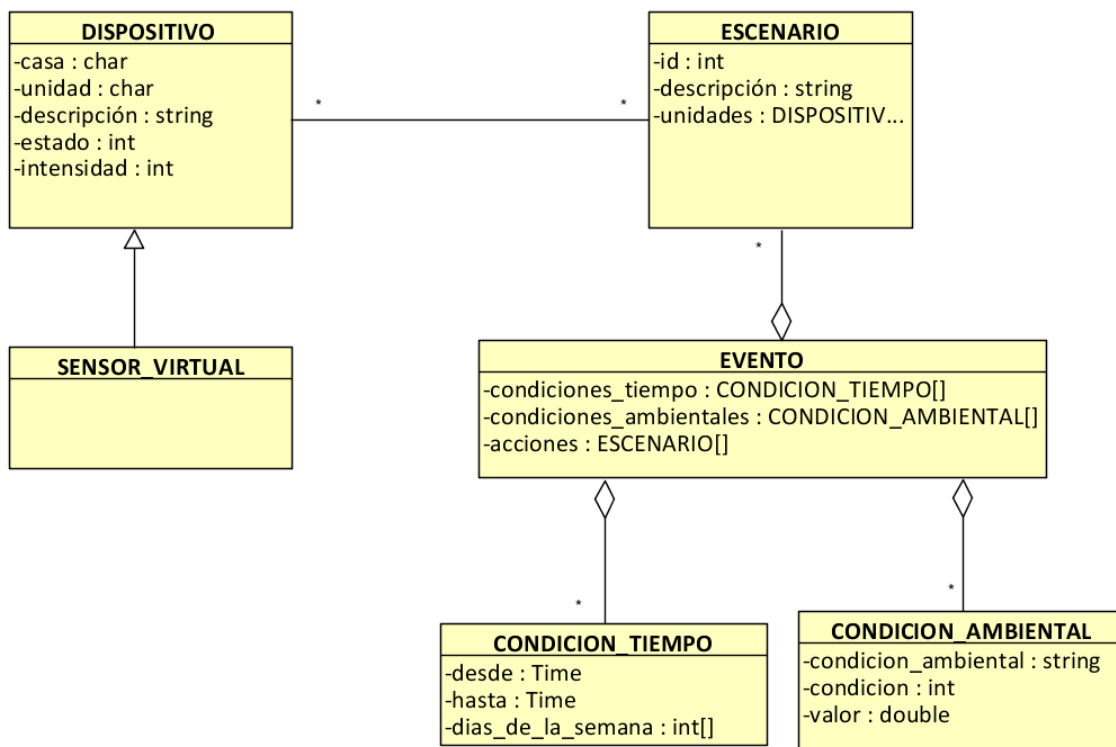 DISPOSITIVO
-casa : char
-unidad : char
-descripción : string
-estado : int
-intensidad : int
ESCENARIO
-id : int
-descripción : string
-unidades : DISPOSITIV...
*
*
*
SENSOR_VIRTUAL
EVENTO
-condiciones_tiempo : CONDICION_TIEMPO[]
-condiciones_ambientales : CONDICION_AMBIENTAL[]
-acciones : ESCENARIO[]
*
*
CONDICION_TIEMPO
-desde : Time
-hasta : Time
-dias_de_la_semana : int[]
CONDICION_AMBIENTAL
-condicion_ambiental : string
-condicion : int
-valor : double